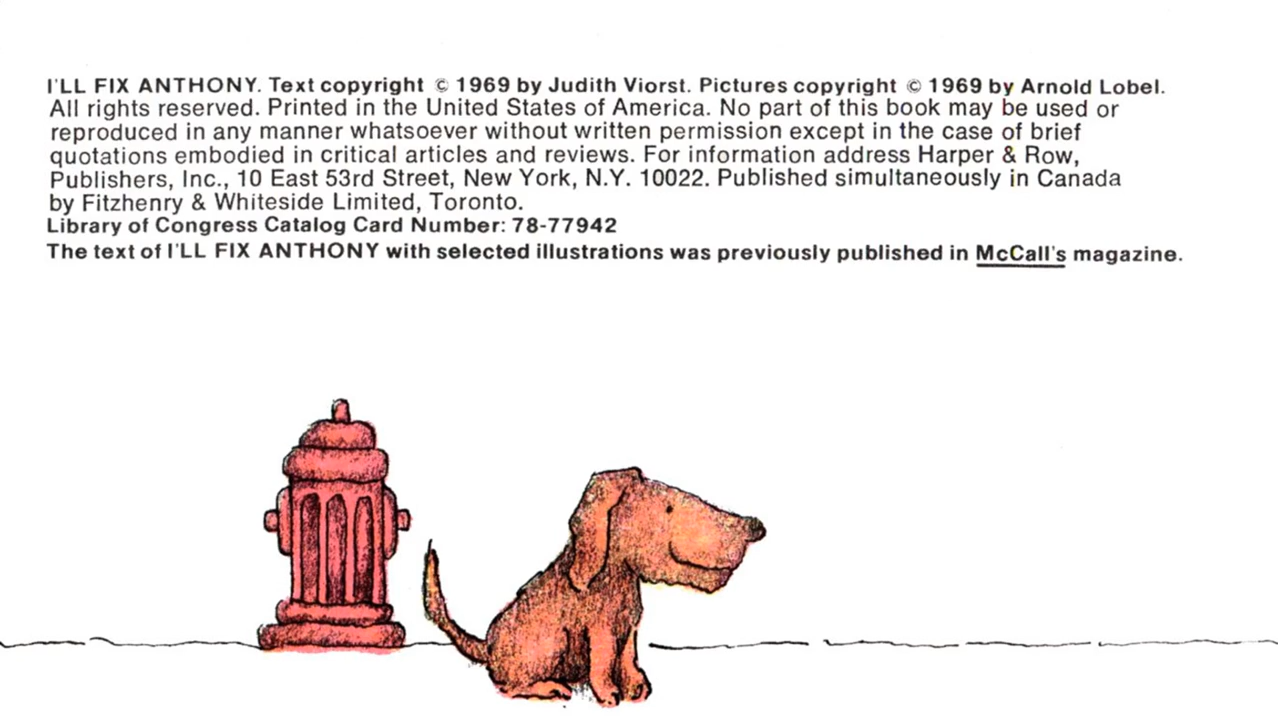 I'LL FIX ANTHONY. Text copyright © 1969 by Judith Viorst. Pictures copyright © 1969 by Arnold Lobel.
All rights reserved. Printed in the United States of America. No part of this book may be used or
reproduced in any manner whatsoever without written permission except in the case of brief
quotations embodied in critical articles and reviews. For information address Harper & Row,
Publishers, Inc., 10 East 53rd Street, New York, N.Y. 10022. Published simultaneously in Canada
by Fitzhenry & Whiteside Limited, Toronto.
Library of Congress Catalog Card Number: 78-77942
The text of I'LL FIX ANTHONY with selected illustrations was previously published in McCall's magazine.